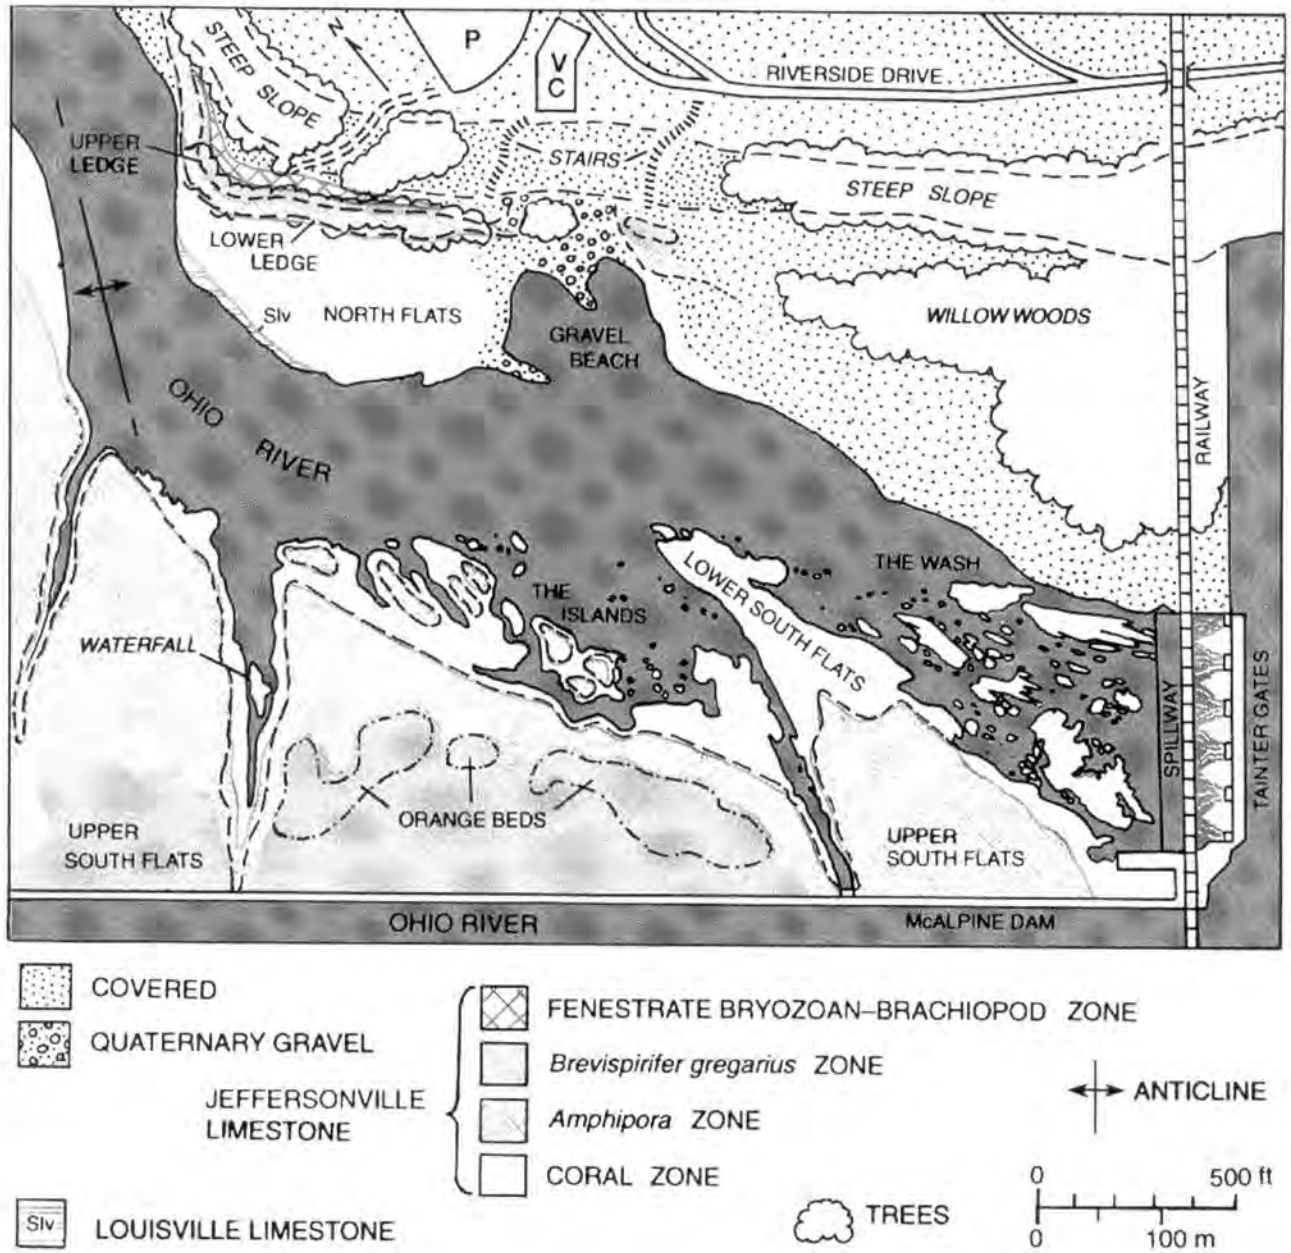 STEEP
SLOPE
N
P
V
C
RIVERSIDE DRIVE
UPPER
LEDGE
STAIRS
STEEP SLOPE
LOWER
LEDGE
Slv
NORTH FLATS
WILLOW WOODS
GRAVEL
BEACH
OHIO
RIVER
RAILWAY
THE WASH
THE
ISLANDS
LOWER SOUTH FLATS
WATERFALL
SPILLWAY
TAINTER GATES
ORANGE BEDS
UPPER
SOUTH FLATS
UPPER
SOUTH FLATS
OHIO RIVER
McALPINE DAM
COVERED
QUATERNARY GRAVEL
JEFFERSONVILLE
LIMESTONE
FENESTRATE BRYOZOAN–BRACHIOPOD ZONE
Brevispirifer gregarius ZONE
Amphipora ZONE
CORAL ZONE
Slv
LOUISVILLE LIMESTONE
ANTICLINE
TREES
0 500 ft
0 100 m